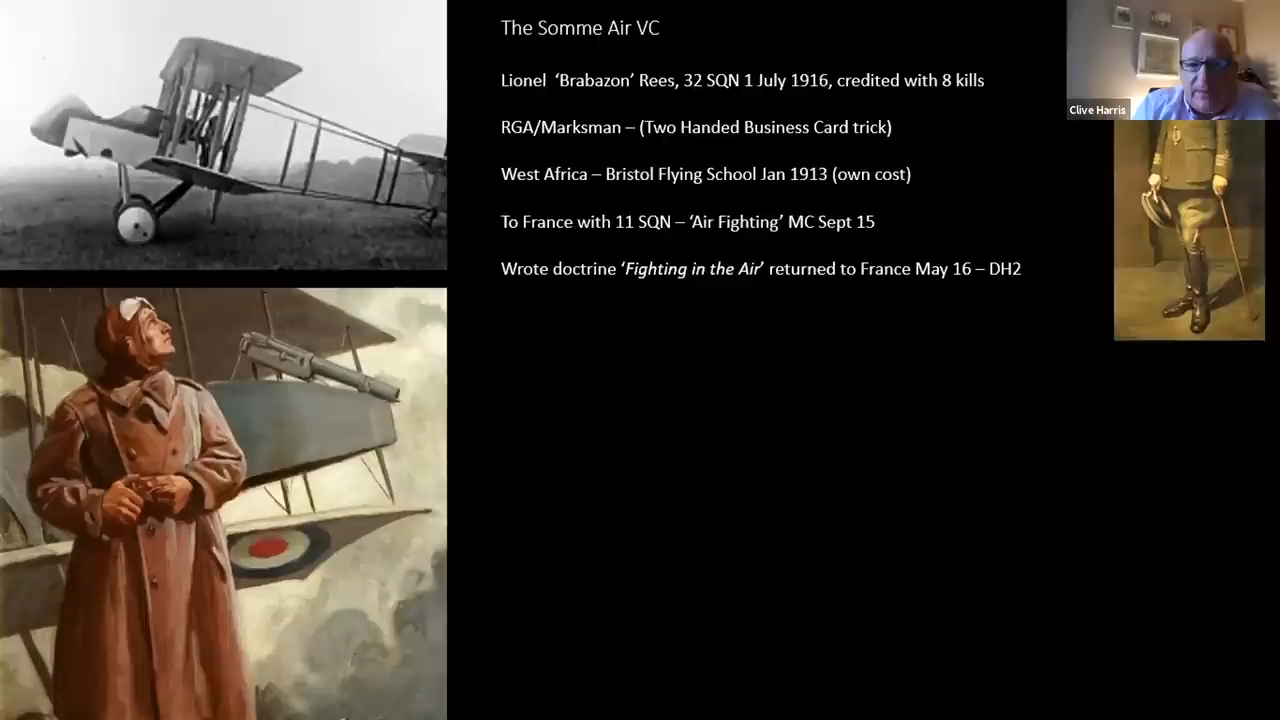 The Somme Air VC
Lionel ‘Brabazon’ Rees, 32 SQN 1 July 1916, credited with 8 kills
RGA/Marksman – (Two Handed Business Card trick)
West Africa – Bristol Flying School Jan 1913 (own cost)
To France with 11 SQN – ‘Air Fighting’ MC Sept 15
Wrote doctrine ‘Fighting in the Air’ returned to France May 16 – DH2
Clive Harris